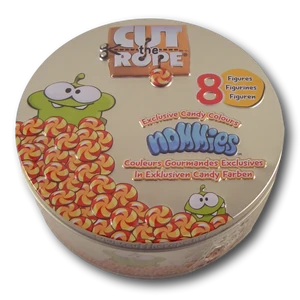 CUT
the
ROPE
8
Figures
Figurines
Figuren
Exclusive Candy Colours
NOMMIES
Couleurs Gourmandes Exclusives
In Exklusiven Candy Farben